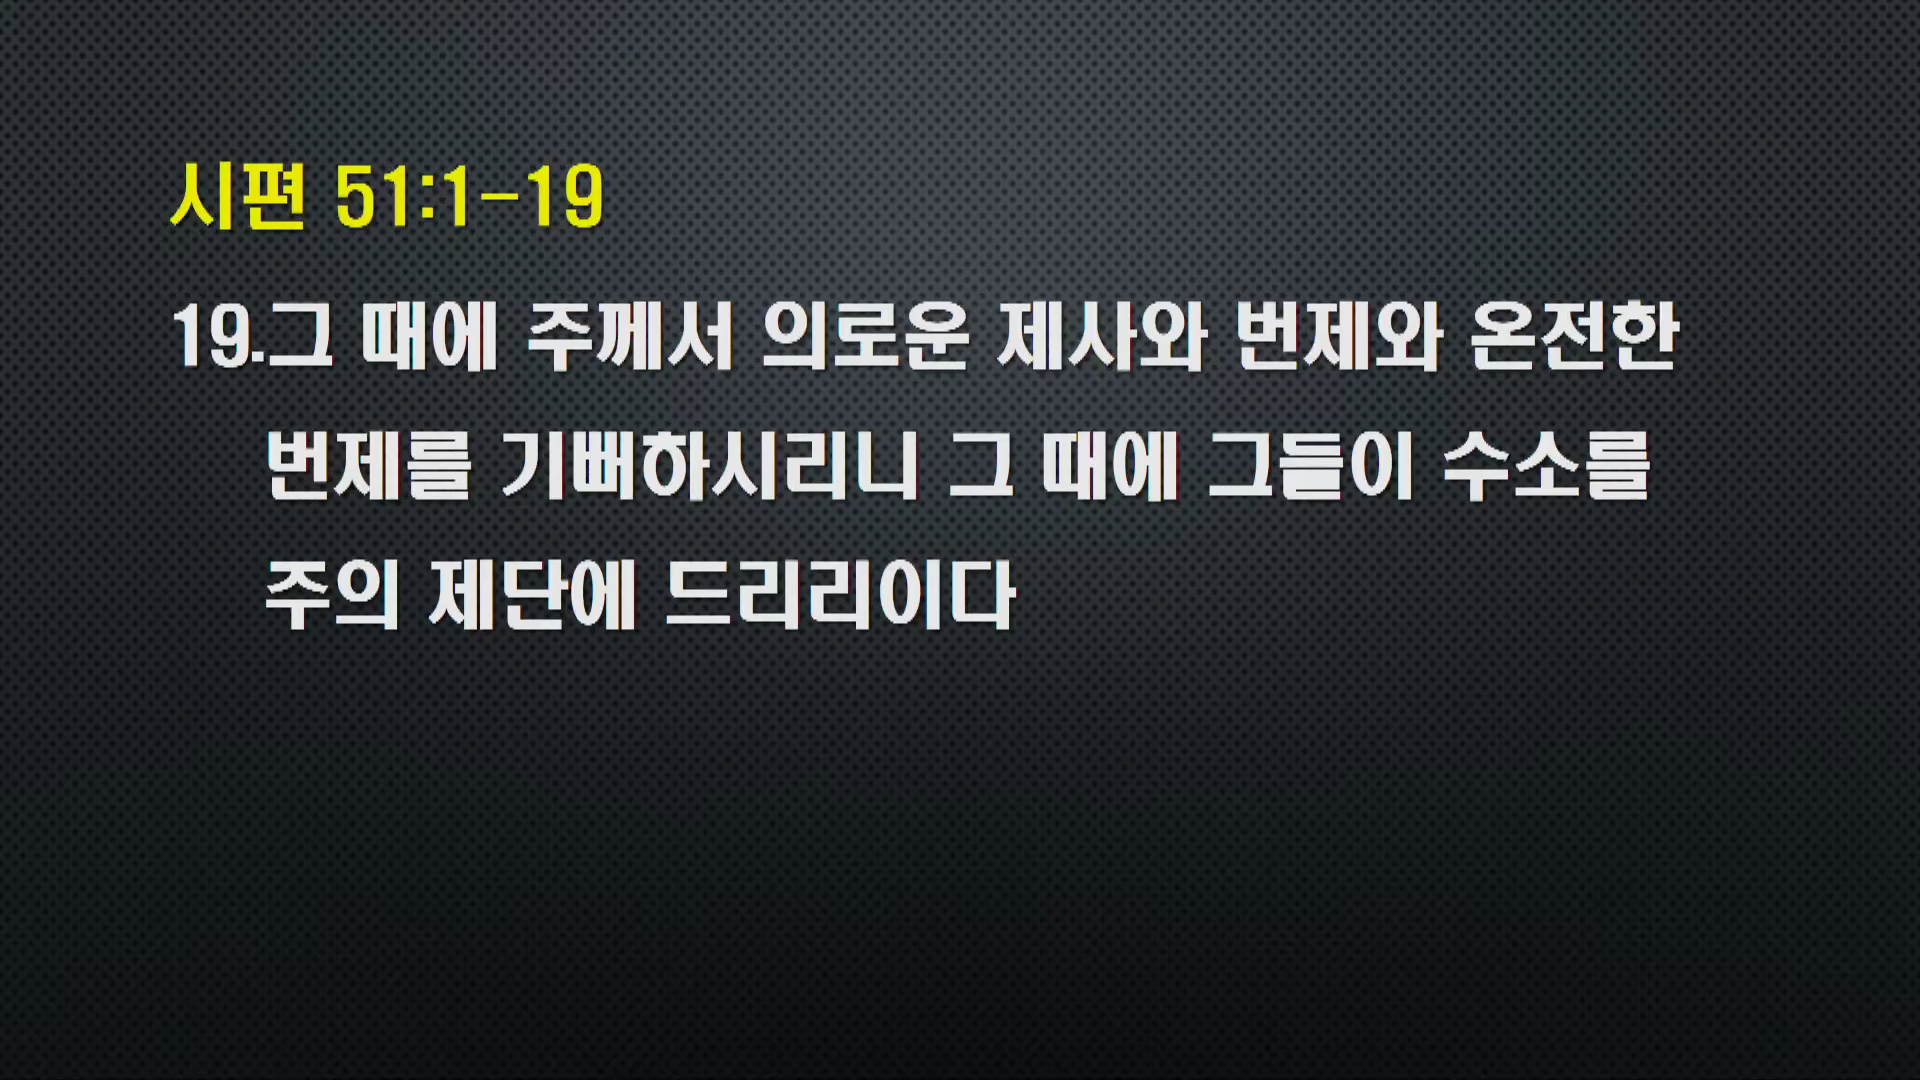 시편 51:1-19
19.그 때에 주께서 의로운 제사와 번제와 온전한
번제를 기뻐하시리니 그 때에 그들이 수소를
주의 제단에 드리리이다